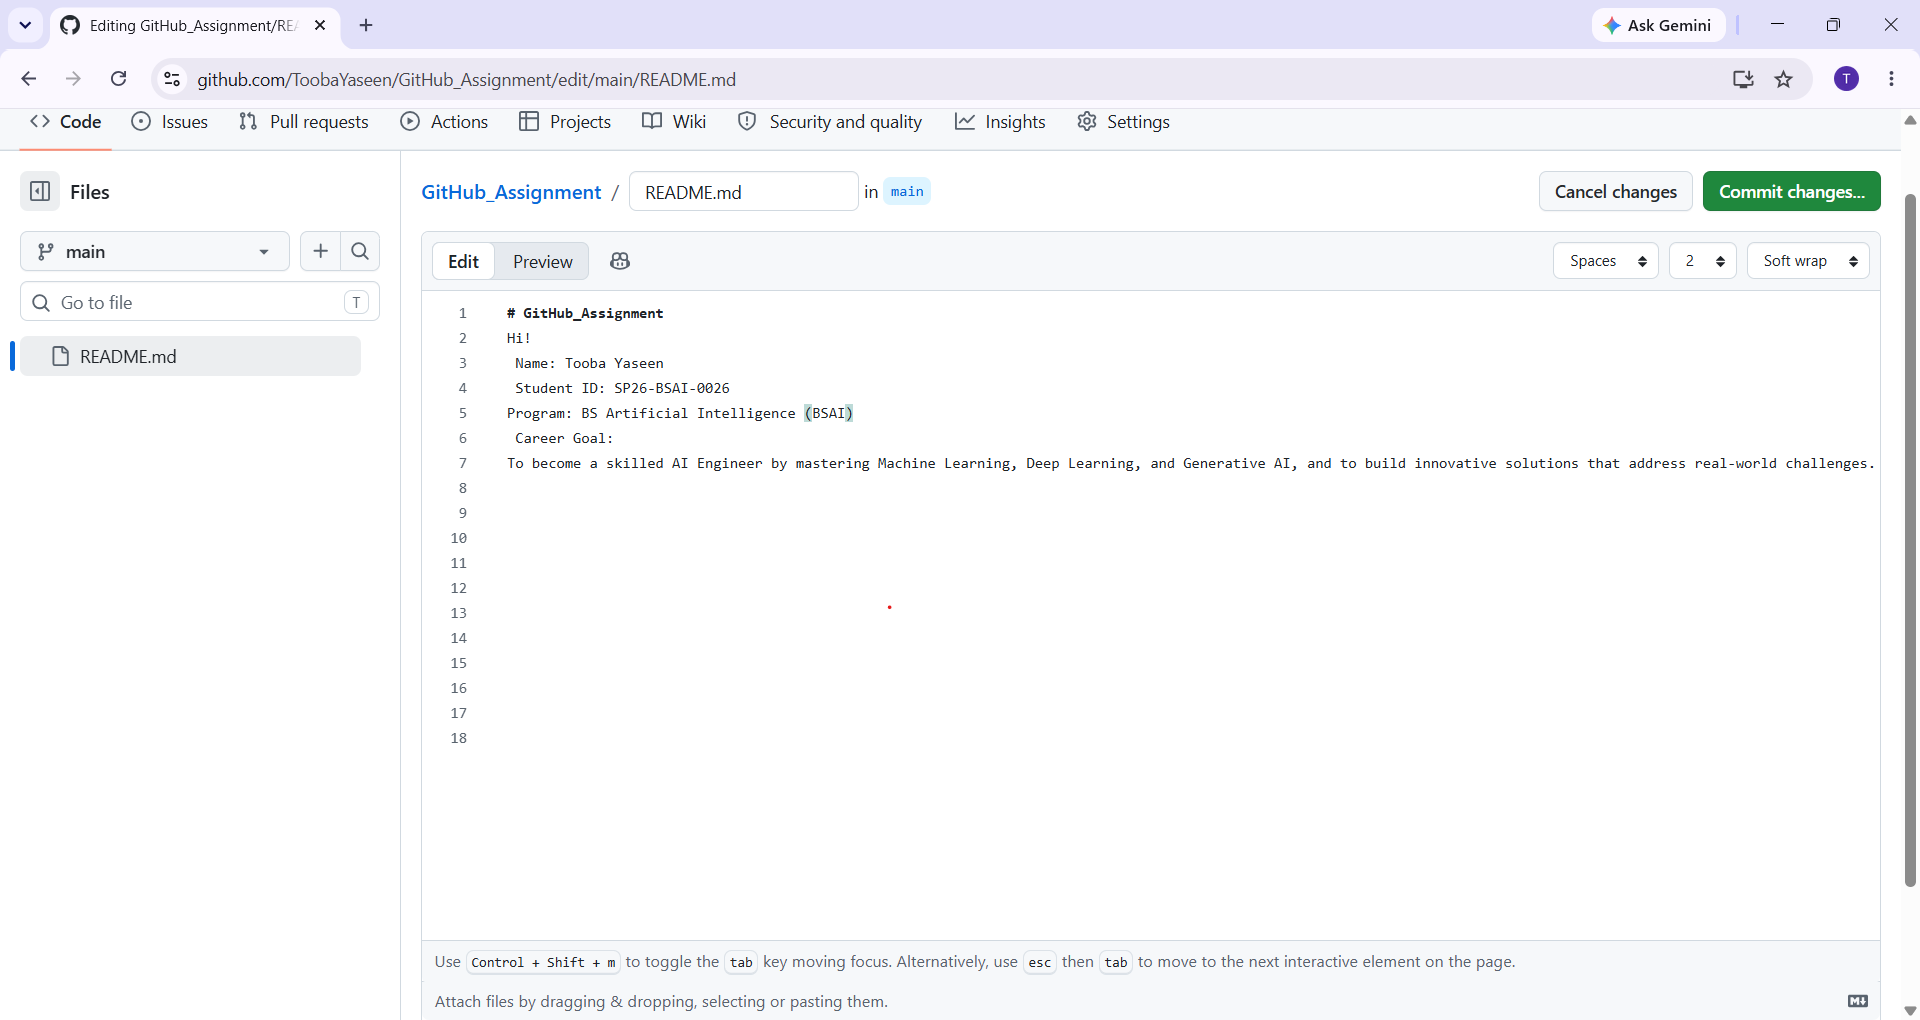 Editing GitHub_Assignment/RE
Ask Gemini
github.com/ToobaYaseen/GitHub_Assignment/edit/main/README.md
T
Code
Issues
Pull requests
Actions
Projects
Wiki
Security and quality
Insights
Settings
Files
main
Go to file
T
README.md
GitHub_Assignment / README.md in main
Cancel changes
Commit changes...
Edit
Preview
Spaces
2
Soft wrap
1 # GitHub_Assignment
2 Hi!
3 Name: Tooba Yaseen
4 Student ID: SP26-BSAI-0026
5 Program: BS Artificial Intelligence (BSAI)
6 Career Goal:
7 To become a skilled AI Engineer by mastering Machine Learning, Deep Learning, and Generative AI, and to build innovative solutions that address real-world challenges.
8
9
10
11
12
13
14
15
16
17
18
Use Control + Shift + m to toggle the tab key moving focus. Alternatively, use esc then tab to move to the next interactive element on the page.
Attach files by dragging & dropping, selecting or pasting them.